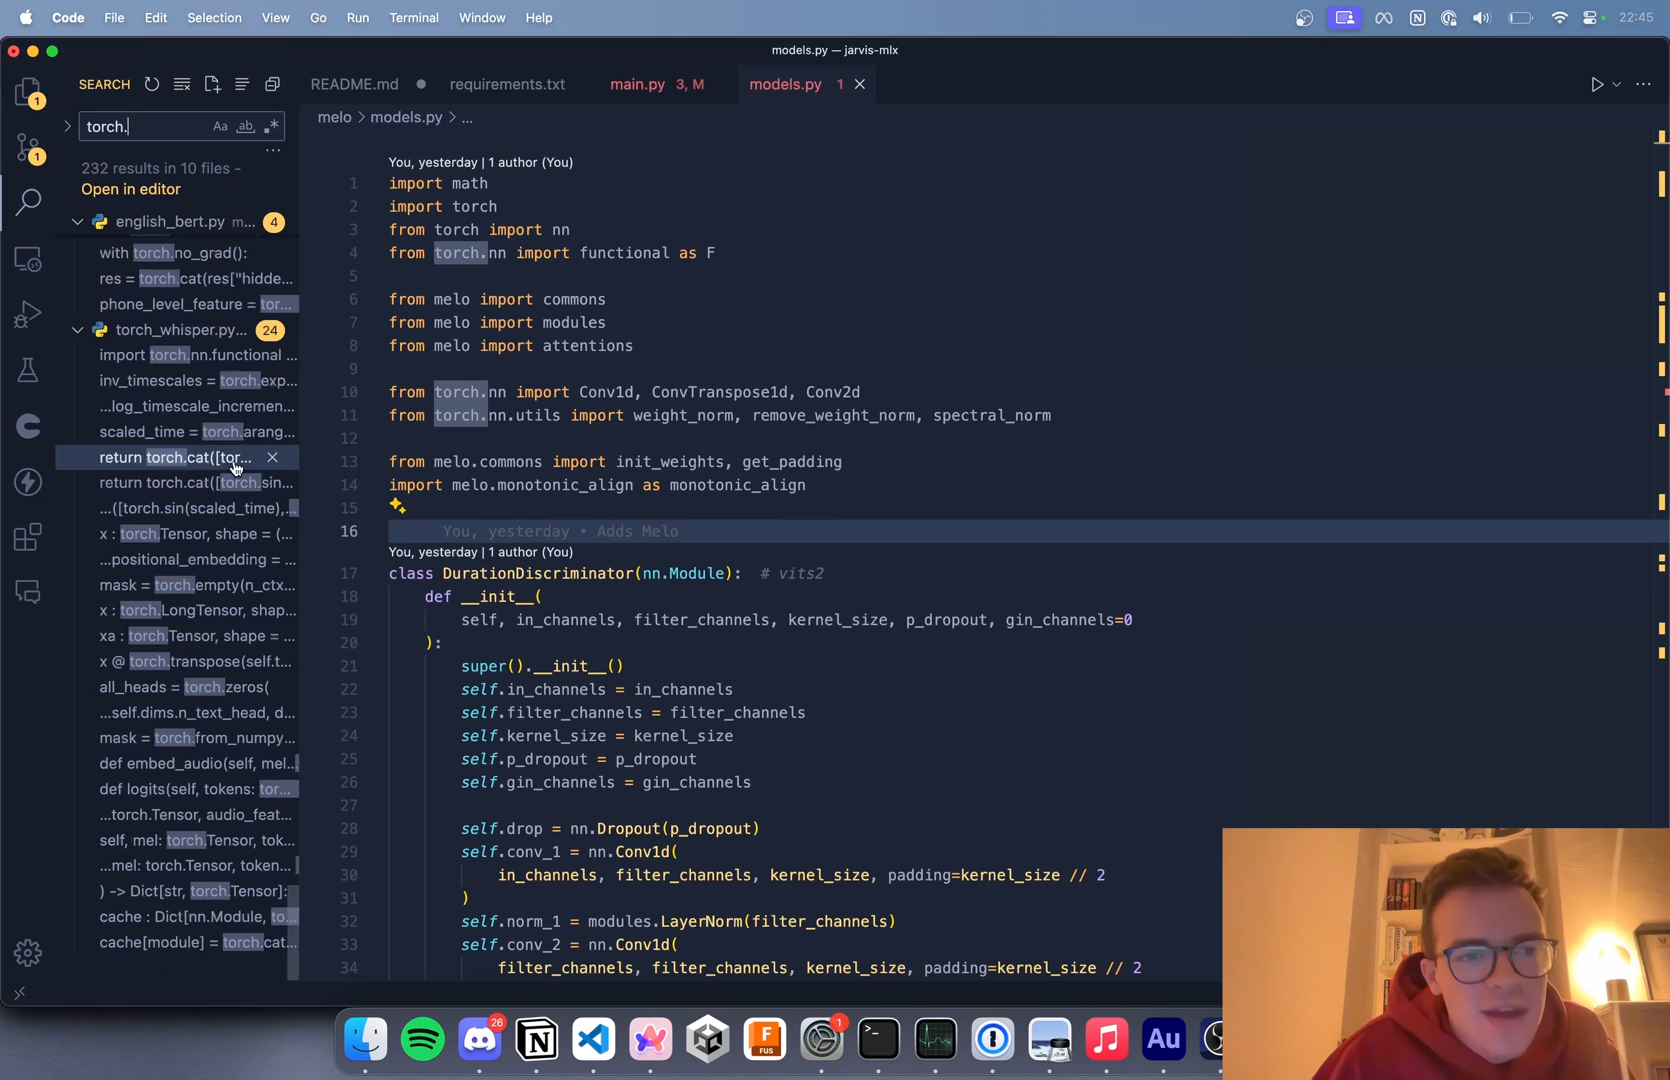 Code File Edit Selection View Go Run Terminal Window Help 22:45
models.py — jarvis-mlx
SEARCH
torch.
Aa ab
232 results in 10 files -
Open in editor
english_bert.py m... 4
with torch.no_grad():
res = torch.cat(res["hidde...
phone_level_feature = tor...
torch_whisper.py... 24
import torch.nn.functional ...
inv_timescales = torch.exp...
...log_timescale_incremen...
scaled_time = torch.arang...
return torch.cat([tor...
return torch.cat([torch.sin...
...([torch.sin(scaled_time),...
x : torch.Tensor, shape = (...
...positional_embedding = ...
mask = torch.empty(n_ctx...
x : torch.LongTensor, shap...
xa : torch.Tensor, shape = ...
x @ torch.transpose(self.t...
all_heads = torch.zeros(
...self.dims.n_text_head, d...
mask = torch.from_numpy...
def embed_audio(self, mel...
def logits(self, tokens: tor...
...torch.Tensor, audio_feat...
self, mel: torch.Tensor, tok...
...mel: torch.Tensor, token...
) -> Dict[str, torch.Tensor]:
cache : Dict[nn.Module, to...
cache[module] = torch.cat...
1
1
README.md requirements.txt main.py 3, M models.py 1
melo > models.py > ...
You, yesterday | 1 author (You)
1 import math
2 import torch
3 from torch import nn
4 from torch.nn import functional as F
5
6 from melo import commons
7 from melo import modules
8 from melo import attentions
9
10 from torch.nn import Conv1d, ConvTranspose1d, Conv2d
11 from torch.nn.utils import weight_norm, remove_weight_norm, spectral_norm
12
13 from melo.commons import init_weights, get_padding
14 import melo.monotonic_align as monotonic_align
15
16 You, yesterday • Adds Melo
You, yesterday | 1 author (You)
17 class DurationDiscriminator(nn.Module): # vits2
18 def __init__(
19 self, in_channels, filter_channels, kernel_size, p_dropout, gin_channels=0
20 ):
21 super().__init__()
22 self.in_channels = in_channels
23 self.filter_channels = filter_channels
24 self.kernel_size = kernel_size
25 self.p_dropout = p_dropout
26 self.gin_channels = gin_channels
27
28 self.drop = nn.Dropout(p_dropout)
29 self.conv_1 = nn.Conv1d(
30 in_channels, filter_channels, kernel_size, padding=kernel_size // 2
31 )
32 self.norm_1 = modules.LayerNorm(filter_channels)
33 self.conv_2 = nn.Conv1d(
34 filter_channels, filter_channels, kernel_size, padding=kernel_size // 2
26
1
F
FUS
Au